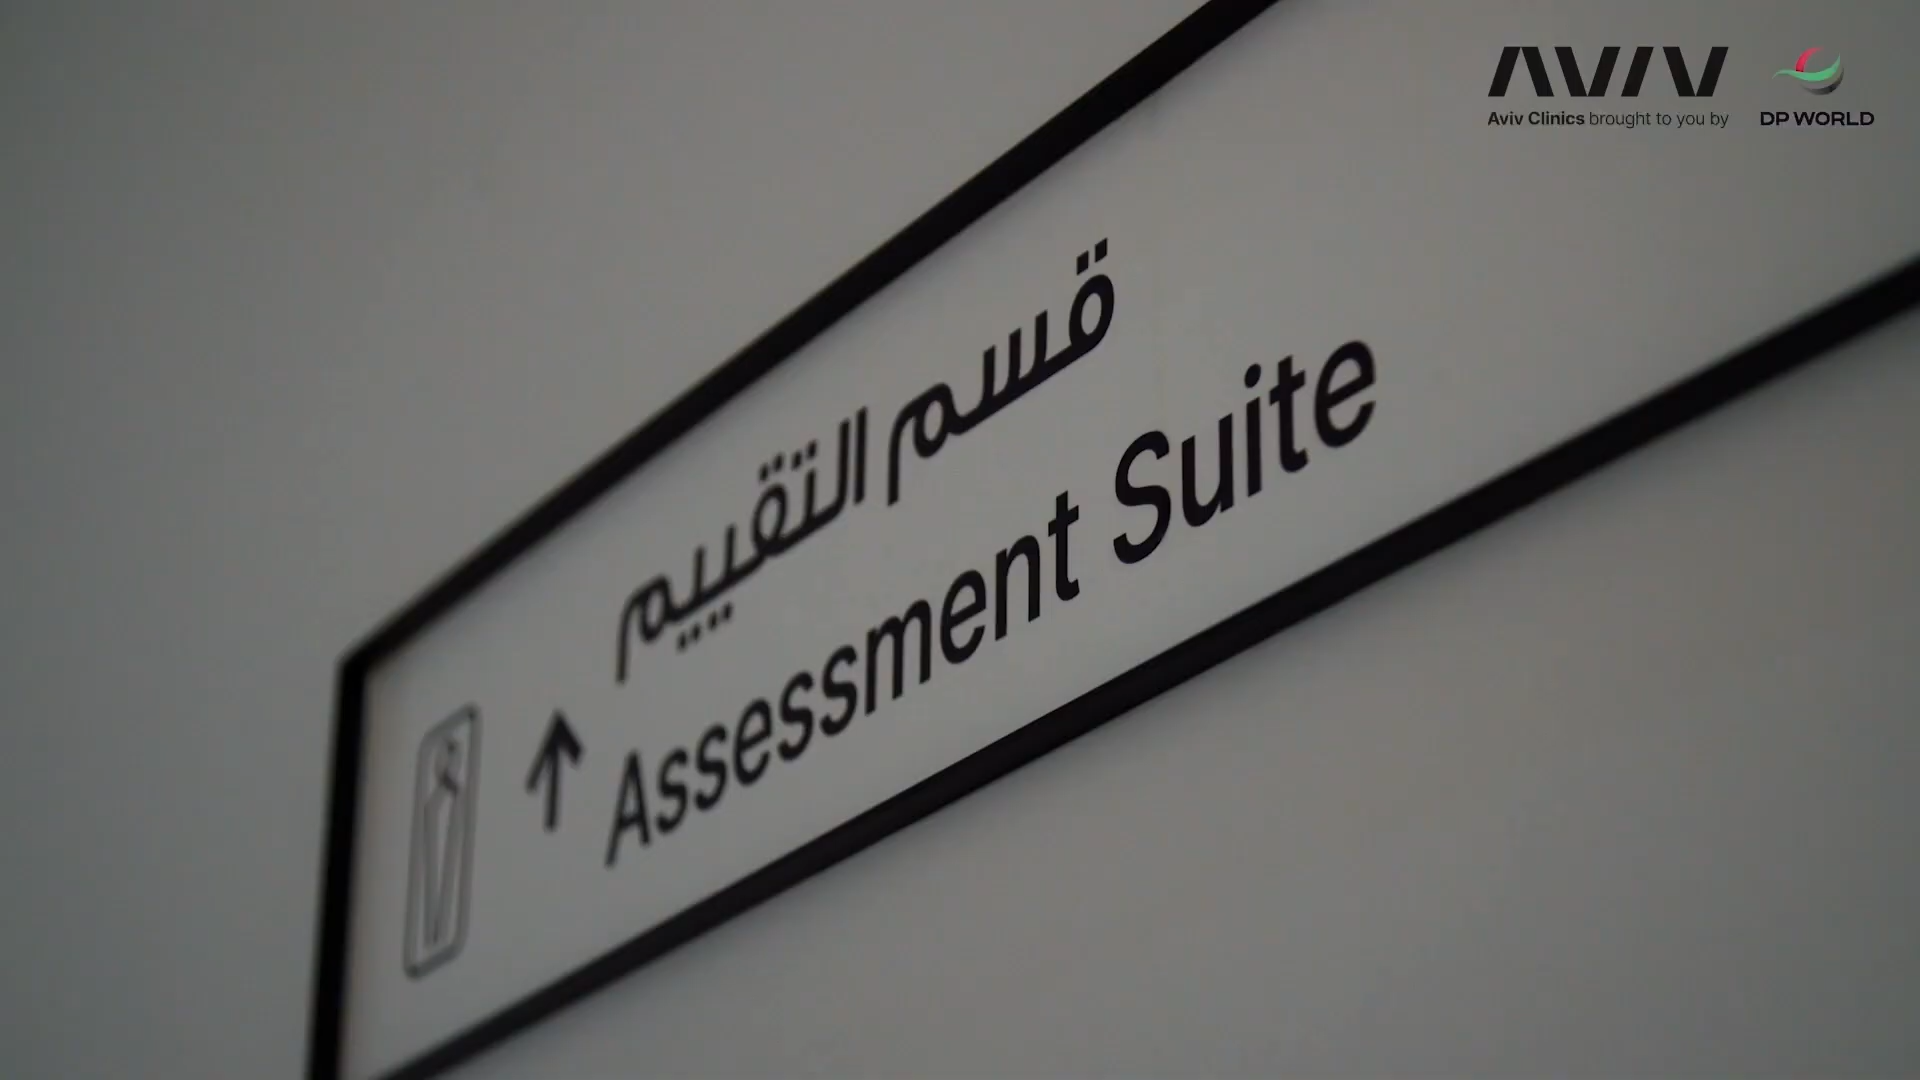 AVIV
Aviv Clinics brought to you by
DP WORLD
قسم التقييم
Assessment Suite